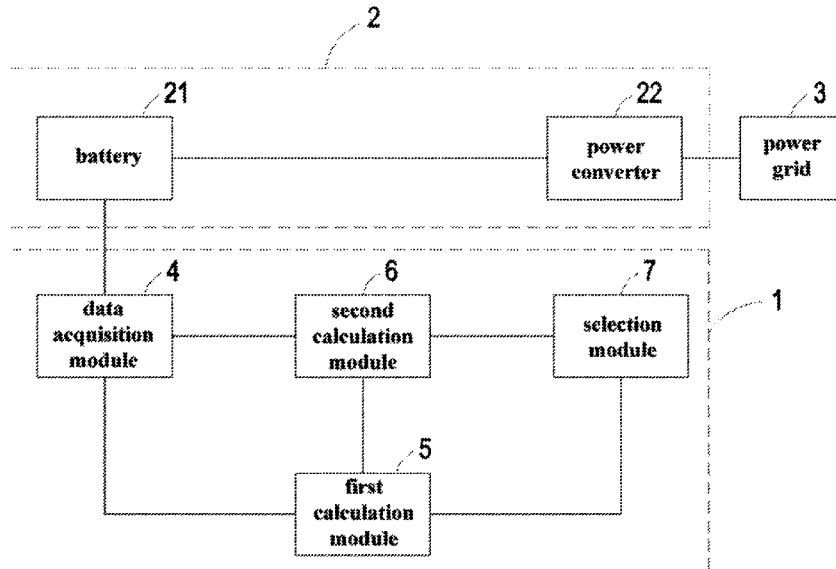 2
21
22
3
battery
power
converter
power
grid
4
6
7
1
data
acquisition
module
second
calculation
module
selection
module
5
first
calculation
module